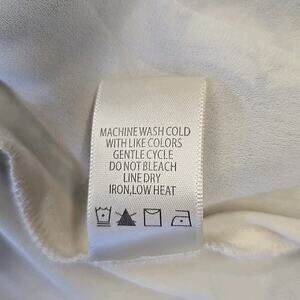 MACHINE WASH COLD
WITH LIKE COLORS
GENTLE CYCLE
DO NOT BLEACH
LINE DRY
IRON,LOW HEAT